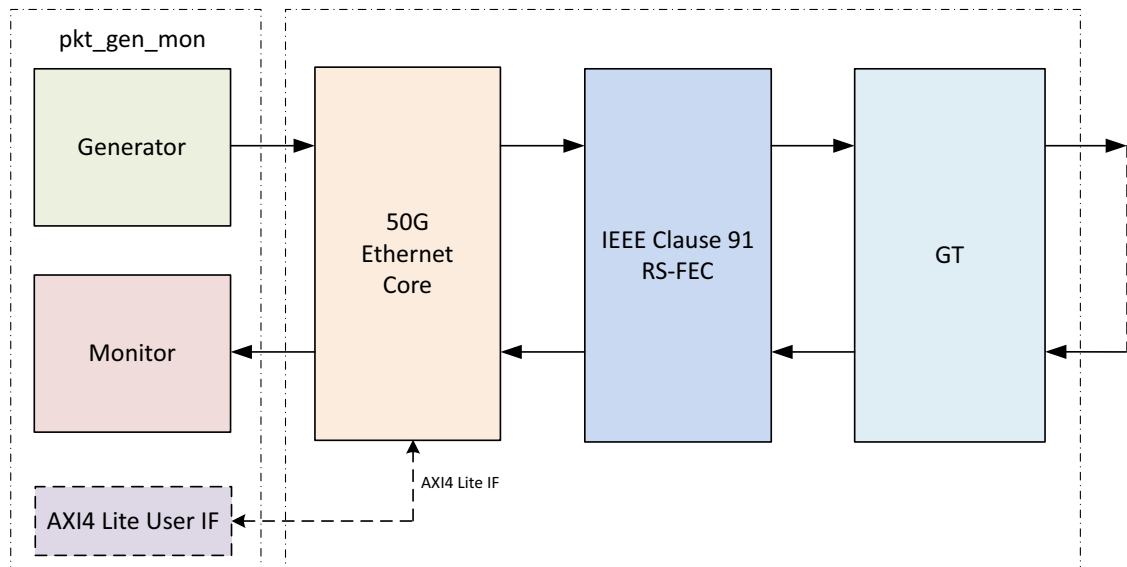 pkt_gen_mon
Generator
Monitor
AXI4 Lite User IF
50G
Ethernet
Core
AXI4 Lite IF
IEEE Clause 91
RS-FEC
GT